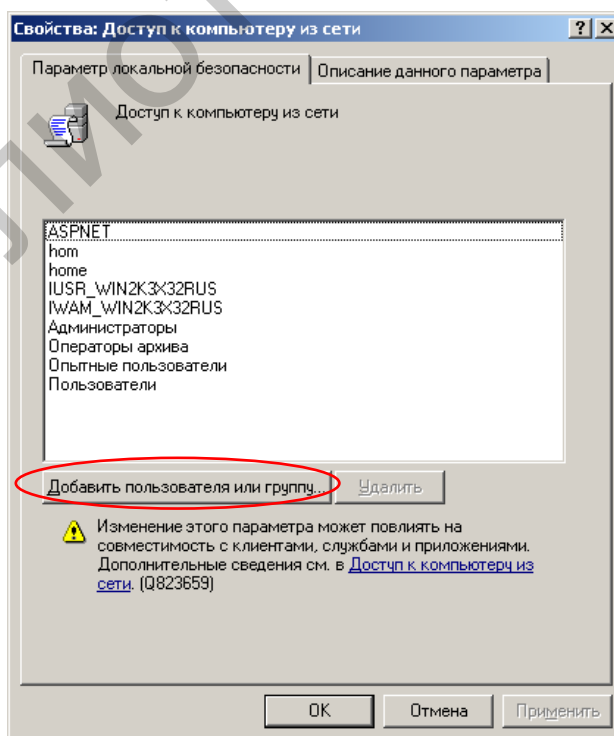 Свойства: Доступ к компьютеру из сети
Параметр локальной безопасности
Описание данного параметра
Доступ к компьютеру из сети
ASPNET
hom
home
IUSR_WIN2K3X32RUS
IWAM_WIN2K3X32RUS
Администраторы
Операторы архива
Опытные пользователи
Пользователи
Добавить пользователя или группу...
Удалить
Изменение этого параметра может повлиять на
совместимость с клиентами, службами и приложениями.
Дополнительные сведения см. в Доступ к компьютеру из
сети. (Q823659)
OK
Отмена
Применить
ЛИОТ